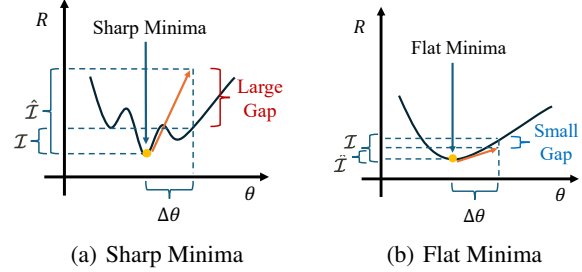 R
Sharp Minima
Large
Gap
Î
I
θ
Δθ
(a) Sharp Minima
R
Flat Minima
Small
Gap
I
Ï
θ
Δθ
(b) Flat Minima